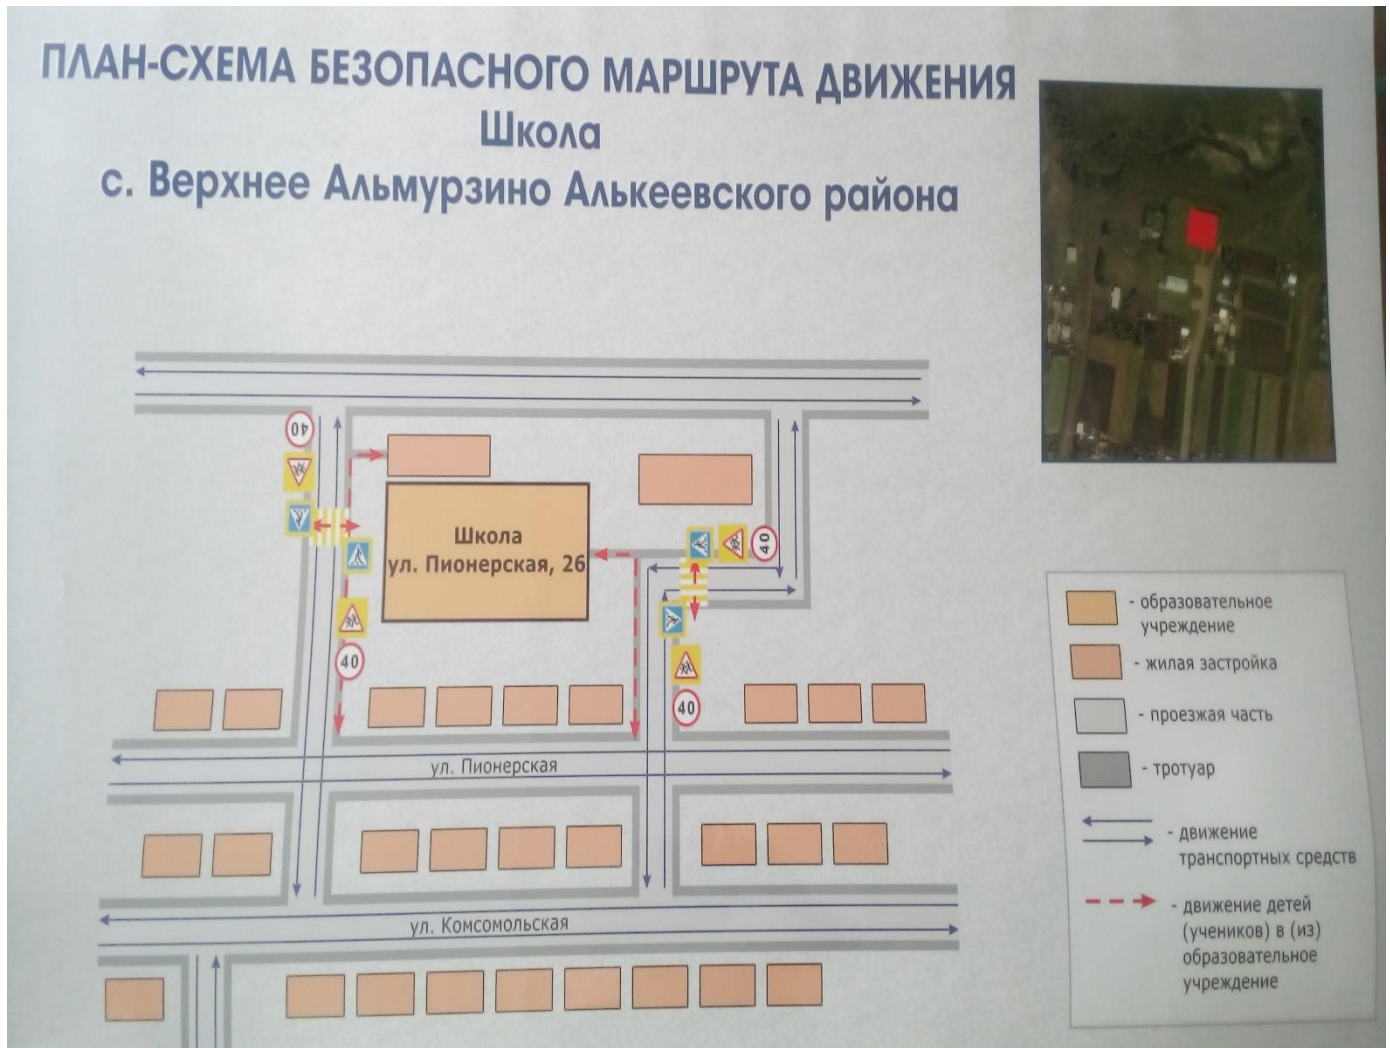 ПЛАН-СХЕМА БЕЗОПАСНОГО МАРШРУТА ДВИЖЕНИЯ
Школа
с. Верхнее Альмурзино Алькеевского района
40
Школа
ул. Пионерская, 26
40
40
40
ул. Пионерская
ул. Комсомольская
- образовательное
учреждение
- жилая застройка
- проезжая часть
- тротуар
- движение
транспортных средств
- движение детей
(учеников) в (из)
образовательное
учреждение